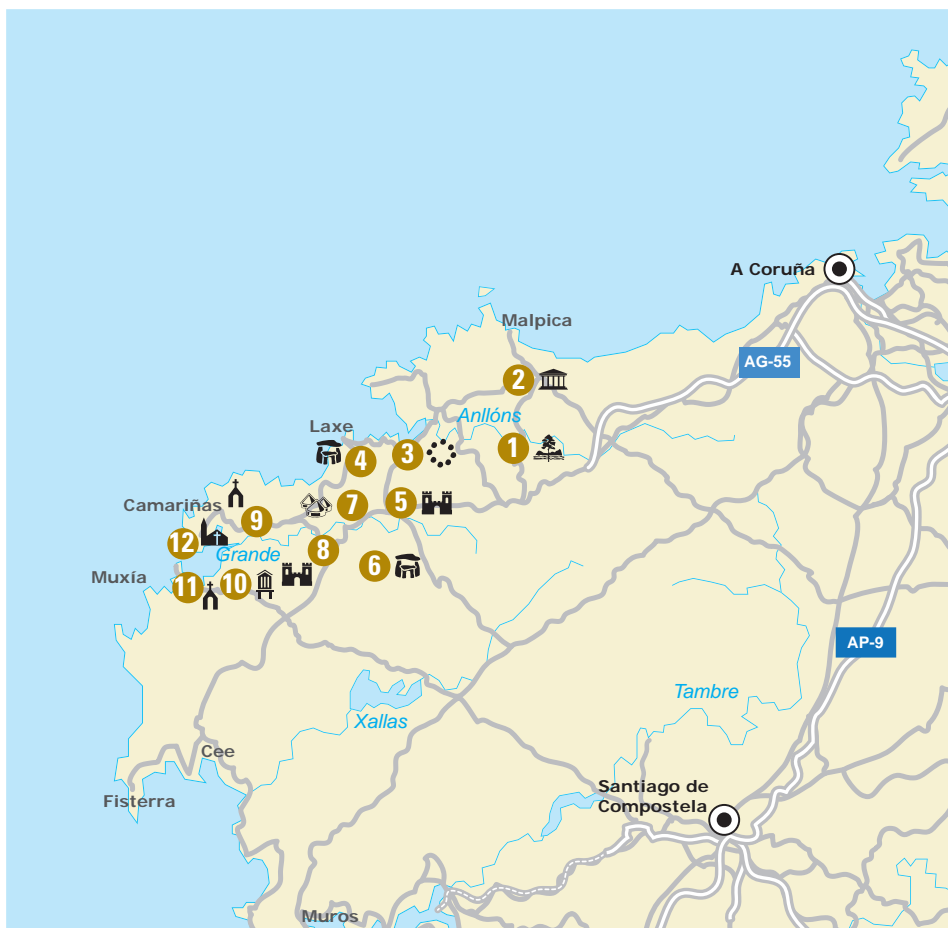 A Coruña
Malpica
AG-55
2
Anllóns
Laxe
1
3
4
Camariñas
7
5
9
12
Grande
8
6
Muxía
11
10
AP-9
Tambre
Xallas
Cee
Fisterra
Santiago de
Compostela
Muros